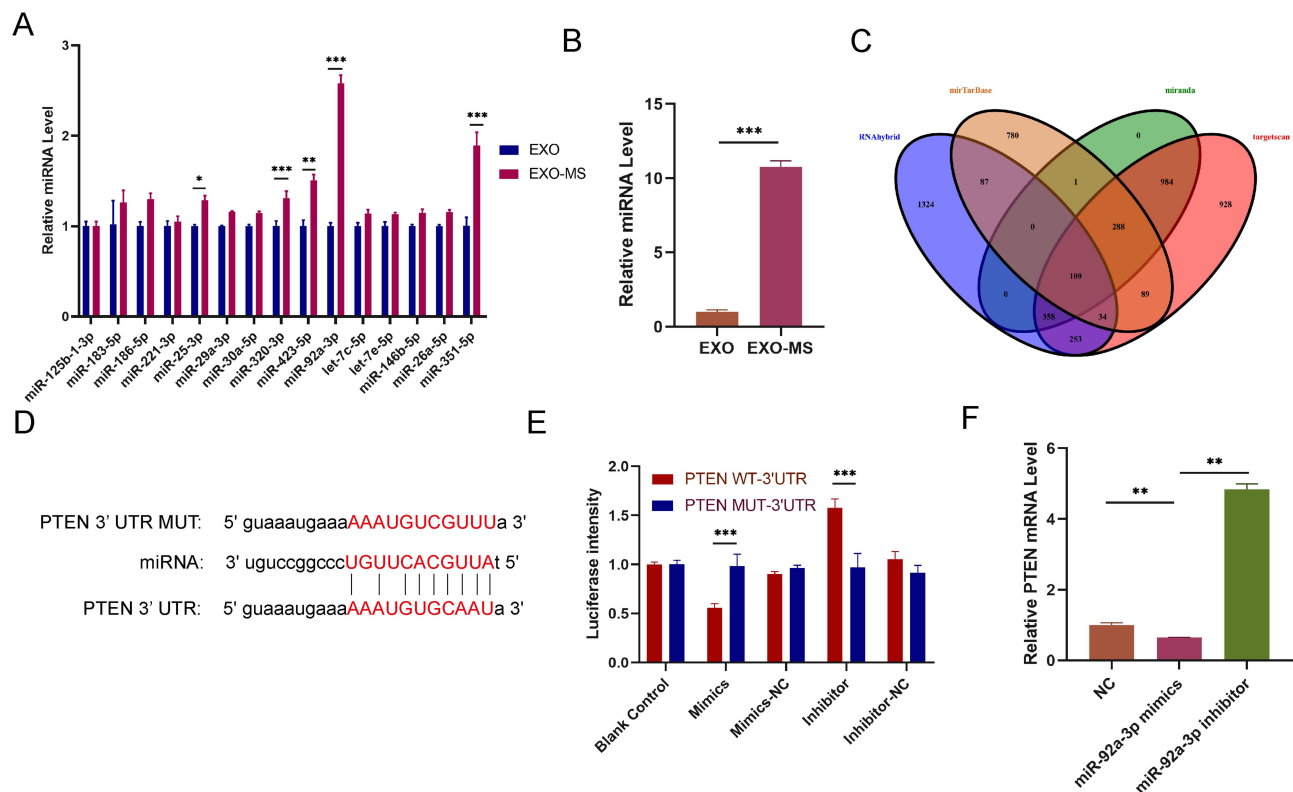 A
Relative miRNA Level
3
2
1
0
***
***
***
**
*
EXO
EXO-MS
miR-125b-1-3p
miR-183-5p
miR-186-5p
miR-221-3p
miR-25-3p
miR-29a-3p
miR-30a-5p
miR-320-3p
miR-423-5p
miR-92a-3p
let-7c-5p
let-7e-5p
miR-146b-5p
miR-26a-5p
miR-351-5p
B
Relative miRNA Level
15
10
5
0
***
EXO EXO-MS
C
mirTarBase miranda
RNAhybrid targetscan
780 0
87 1 984
1324 928
0 288
109
0 89
358 34
253
D
PTEN 3' UTR MUT: 5' guaaaugaaaAAAUGUCGUUUa 3'
miRNA: 3' uguccggcccUGUUCACGUUAt 5'
PTEN 3' UTR: 5' guaaaugaaaAAAUGUGCAAUa 3'
E
Luciferase intensity
2.0
1.5
1.0
0.5
0.0
PTEN WT-3'UTR
PTEN MUT-3'UTR
***
***
Blank Control
Mimics
Mimics-NC
Inhibitor
Inhibitor-NC
F
Relative PTEN mRNA Level
6
4
2
0
**
**
NC
miR-92a-3p mimics
miR-92a-3p inhibitor